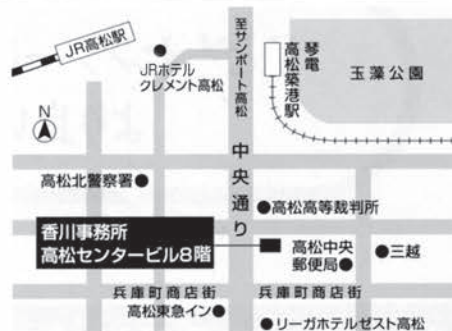 JR高松駅
JRホテル
クレメント高松
至サンポート高松
琴電
高松築港駅
玉藻公園
N
中央通り
高松北警察署
高松高等裁判所
香川事務所
高松センタービル8階
高松中央
郵便局
三越
兵庫町商店街
兵庫町商店街
高松東急イン
リーガホテルゼスト高松